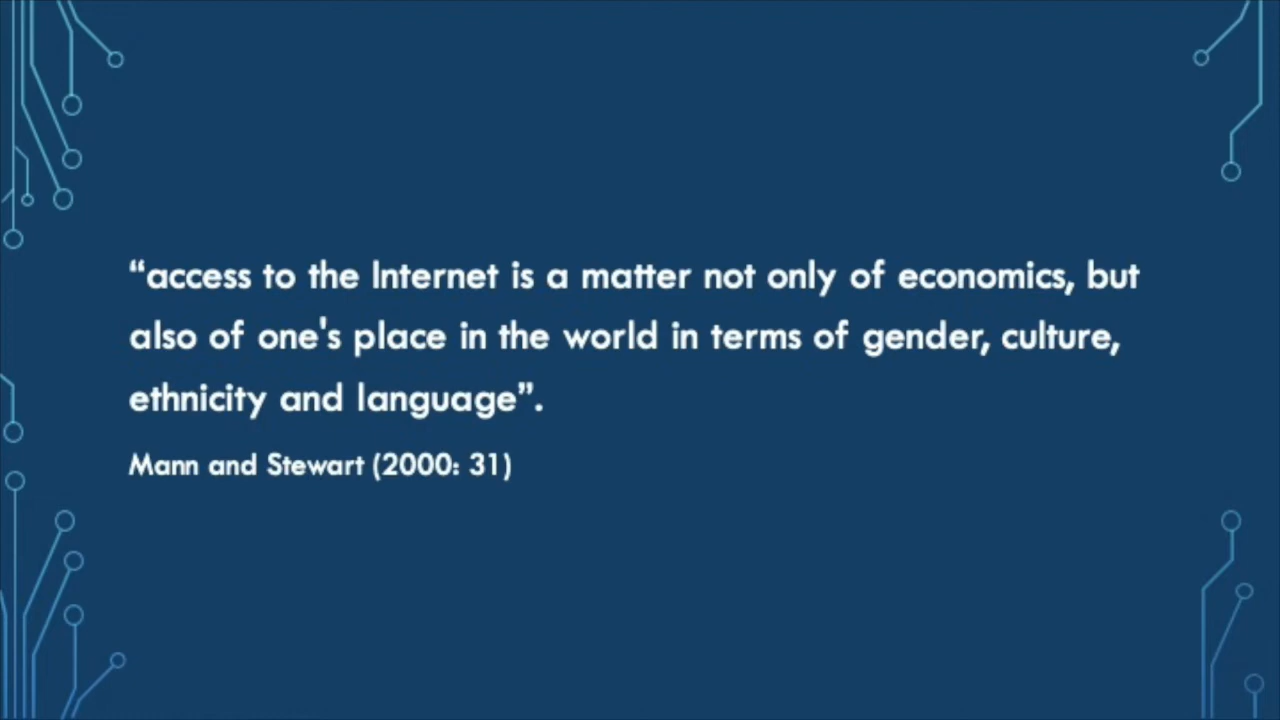 “access to the Internet is a matter not only of economics, but
also of one's place in the world in terms of gender, culture,
ethnicity and language”.
Mann and Stewart (2000: 31)